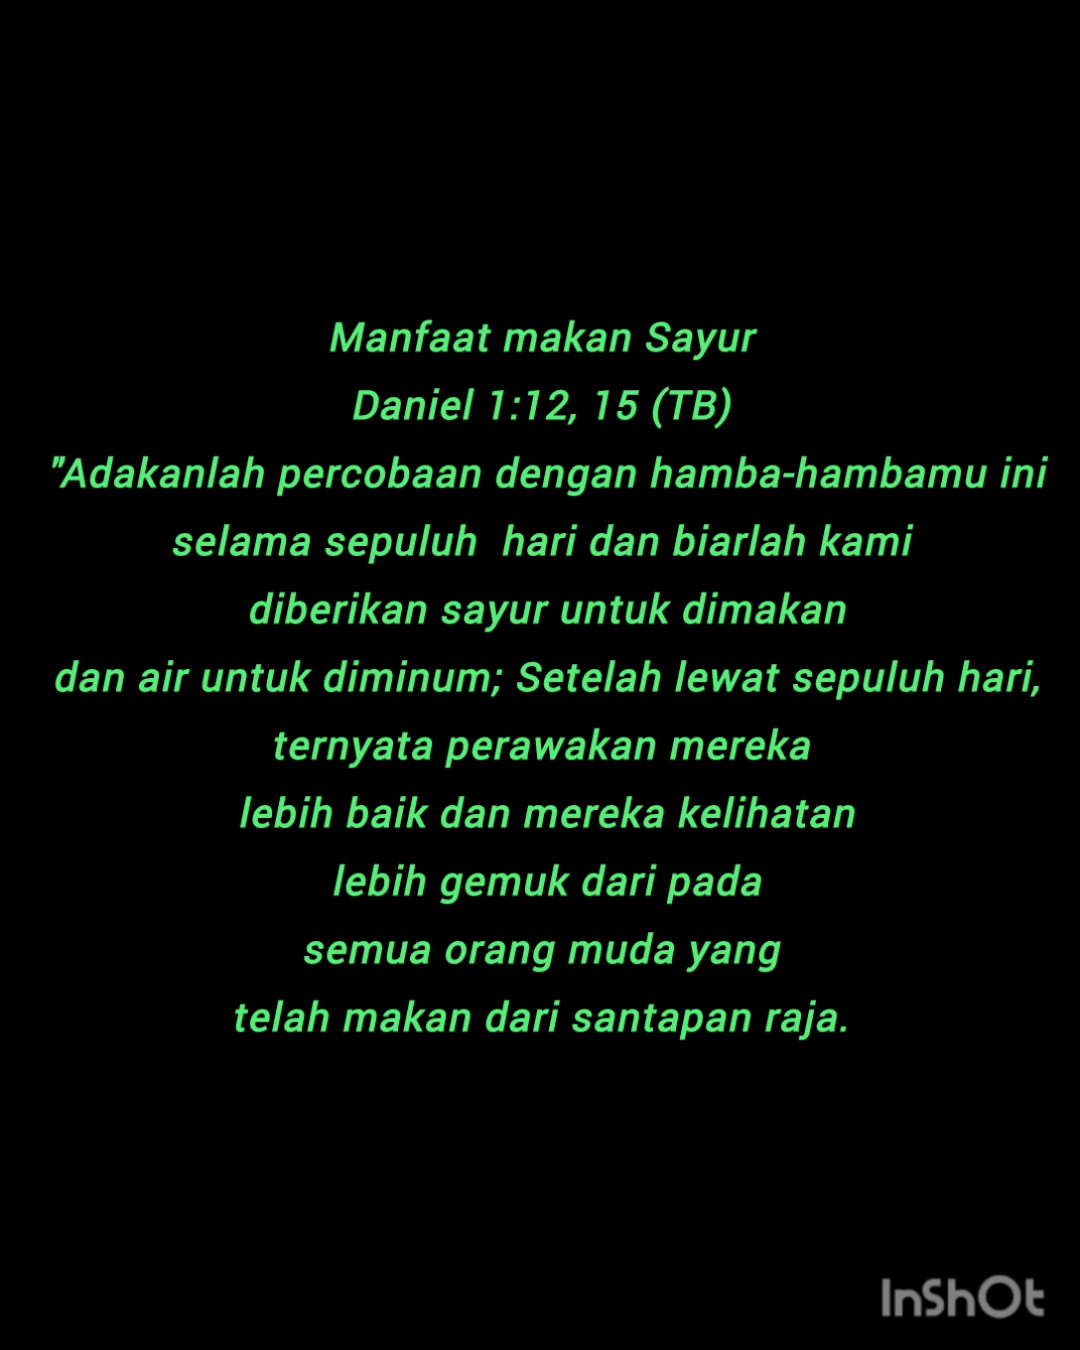 Manfaat makan Sayur
Daniel 1:12, 15 (TB)
"Adakanlah percobaan dengan hamba-hambamu ini
selama sepuluh  hari dan biarlah kami
diberikan sayur untuk dimakan
dan air untuk diminum; Setelah lewat sepuluh hari,
ternyata perawakan mereka
lebih baik dan mereka kelihatan
lebih gemuk dari pada
semua orang muda yang
telah makan dari santapan raja.
InShOt